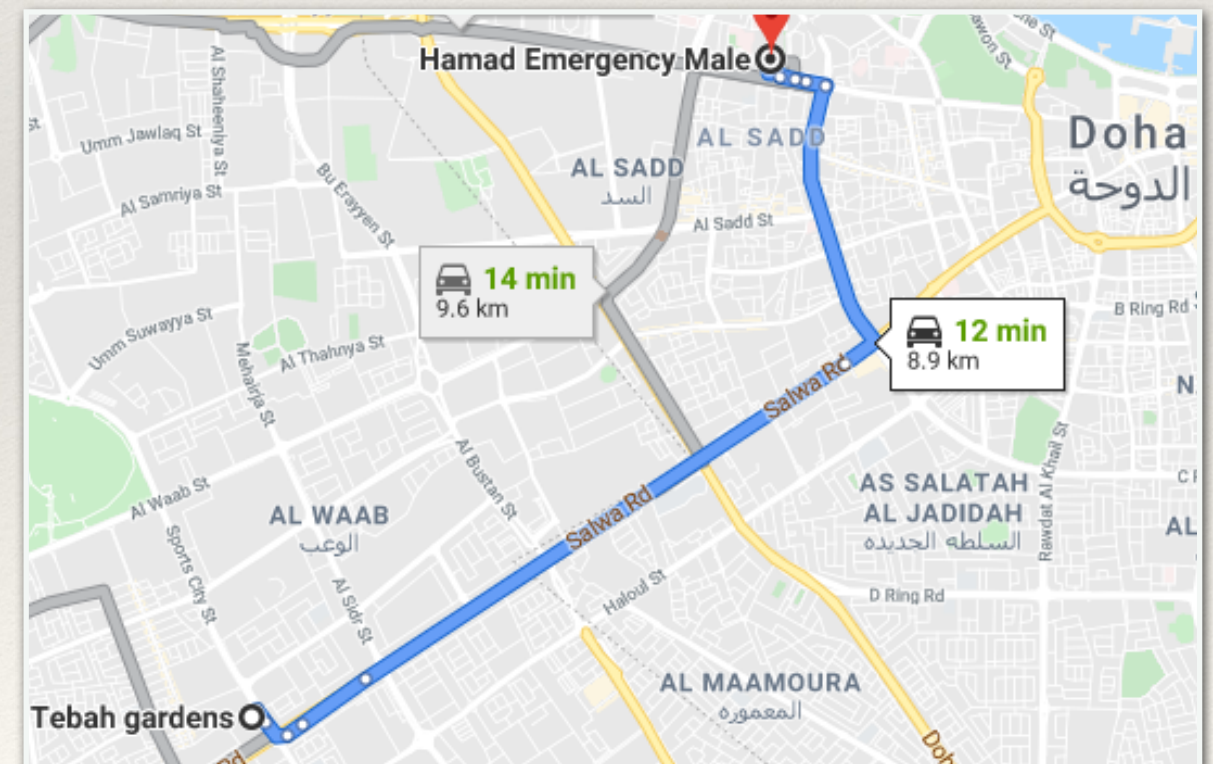 Hamad Emergency Male
Al Shaheeniya St
Umm Jawlaq St
Al Samriya St
Bu Erayyen St
AL SADD
AL SADD
السد
Al Sadd St
Doha
الدوحة
14 min
9.6 km
12 min
8.9 km
B Ring Rd
Umm Suwayya St
Al Thahnya St
Mehairja St
Salwa Rd
Al Bustan St
Al Waab St
AL WAAB
الوعب
Salwa Rd
AS SALATAH
AL JADIDAH
السلطه الجديده
Rawdat Al Khail St
Sports City St
Al Sidr St
Haloul St
D Ring Rd
AL MAAMOURA
المعموره
Tebah gardens